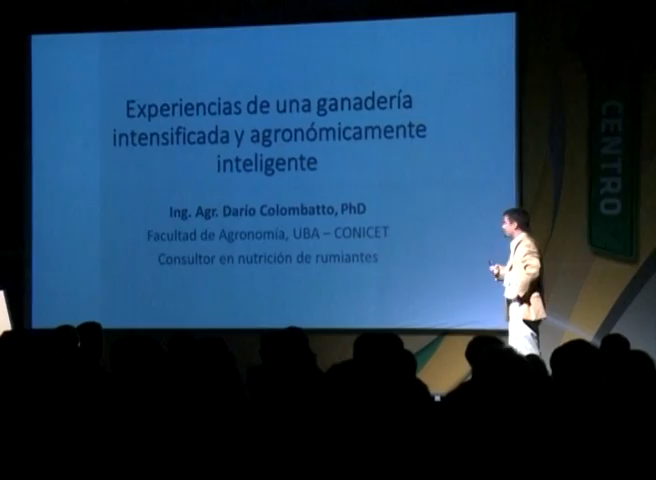 Experiencias de una ganadería
intensificada y agronómicamente
inteligente
Ing. Agr. Darío Colombatto, PhD
Facultad de Agronomía, UBA – CONICET
Consultor en nutrición de rumiantes
CENTRO